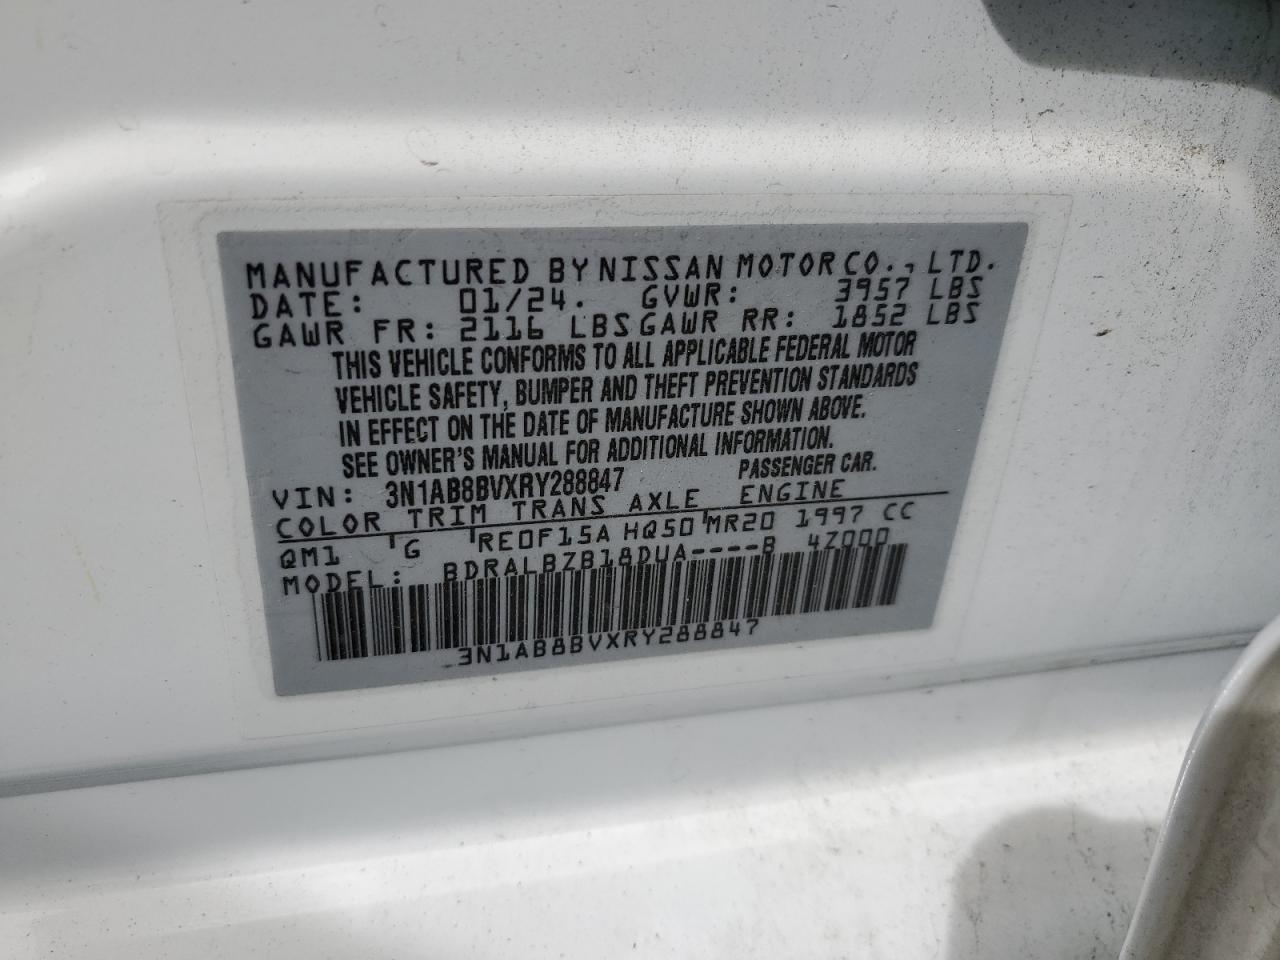 MANUFACTURED BY NISSAN MOTOR CO., LTD.
DATE: 01/24. GVWR: 3957 LBS
GAWR FR: 2116 LBS GAWR RR: 1852 LBS
THIS VEHICLE CONFORMS TO ALL APPLICABLE FEDERAL MOTOR
VEHICLE SAFETY, BUMPER AND THEFT PREVENTION STANDARDS
IN EFFECT ON THE DATE OF MANUFACTURE SHOWN ABOVE.
SEE OWNER'S MANUAL FOR ADDITIONAL INFORMATION.
VIN: 3N1AB8BVXRY288847 PASSENGER CAR.
COLOR TRIM TRANS AXLE ENGINE
QM1 G RE0F15A HQ50 MR20 1997 CC
MODEL: BDRALBZB18DUA----B 4Z000
3N1AB8BVXRY288847